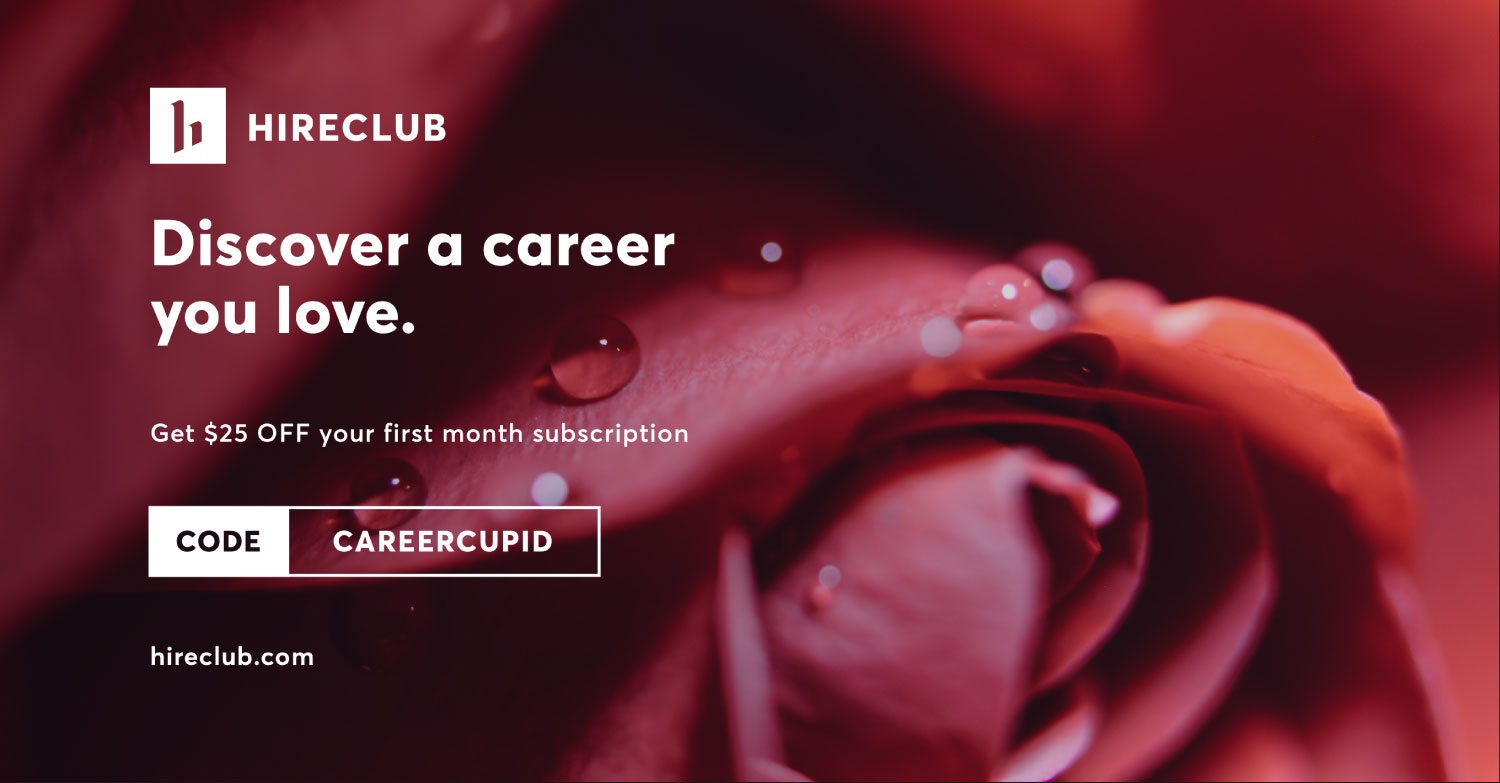 h HIRECLUB
Discover a career
you love.
Get $25 OFF your first month subscription
CODE CAREERCUPID
hireclub.com